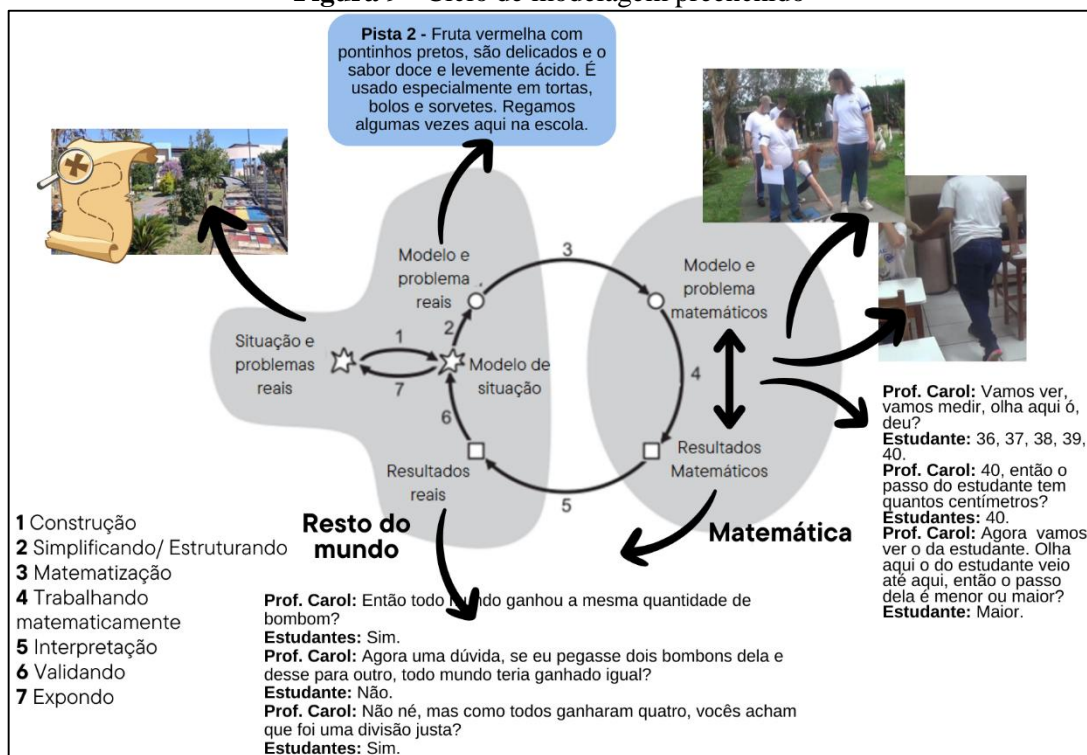 Figura 9 – Ciclo de modelagem preenchido
Pista 2 - Fruta vermelha com
pontinhos pretos, são delicados e o
sabor doce e levemente ácido. É
usado especialmente em tortas,
bolos e sorvetes. Regamos
algumas vezes aqui na escola.
Modelo e
problema
reais
3
Modelo e
problema
matemáticos
Situação e
problemas
reais
1
2
7
Modelo de
situação
4
6
Resultados
reais
5
Resultados
Matemáticos
Resto do
mundo
Matemática
Prof. Carol: Vamos ver,
vamos medir, olha aqui ó,
deu?
Estudante: 36, 37, 38, 39,
40.
Prof. Carol: 40, então o
passo do estudante tem
quantos centímetros?
Estudantes: 40.
Prof. Carol: Agora vamos
ver o da estudante. Olha
aqui o do estudante veio
até aqui, então o passo
dela é menor ou maior?
Estudante: Maior.
1 Construção
2 Simplificando/ Estruturando
3 Matematização
4 Trabalhando
matematicamente
5 Interpretação
6 Validando
7 Expondo
Prof. Carol: Então todo mundo ganhou a mesma quantidade de
bombom?
Estudantes: Sim.
Prof. Carol: Agora uma dúvida, se eu pegasse dois bombons dela e
desse para outro, todo mundo teria ganhado igual?
Estudante: Não.
Prof. Carol: Não né, mas como todos ganharam quatro, vocês acham
que foi uma divisão justa?
Estudantes: Sim.